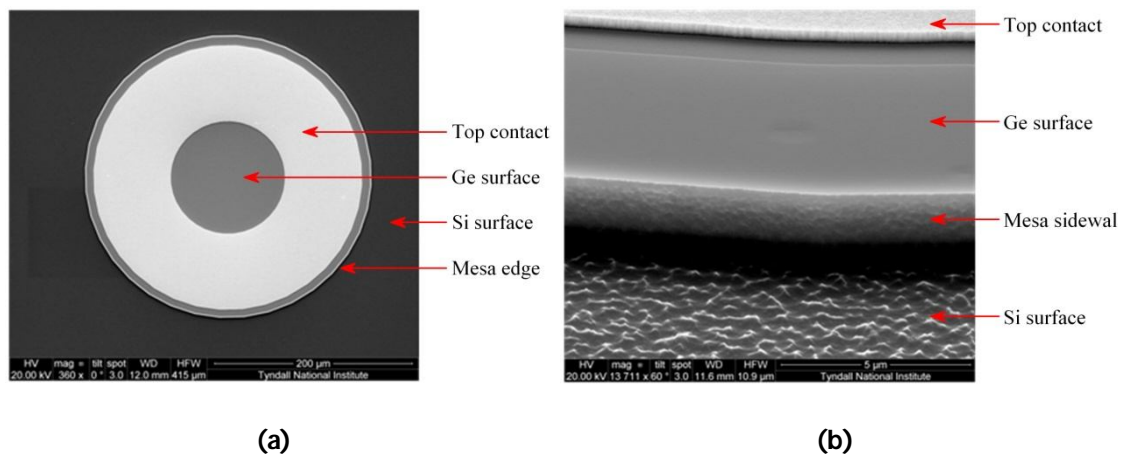 Top contact
Ge surface
Si surface
Mesa edge
HV mag = tilt spot WD HFW 200 µm
20.00 kV 360 x 0 ° 3.0 12.0 mm 415 µm Tyndall National Institute
(a)
Top contact
Ge surface
Mesa sidewal
Si surface
HV mag = tilt spot WD HFW 5 µm
20.00 kV 13 711 x 60 ° 3.0 11.6 mm 10.9 µm Tyndall National Institute
(b)